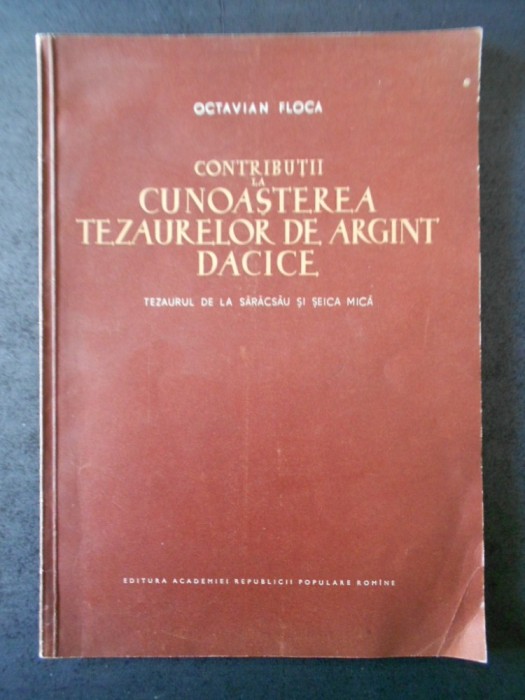 OCTAVIAN FLOCA
CONTRIBUȚII
LA
CUNOAȘTEREA
TEZAURELOR DE ARGINT
DACICE
TEZAURUL DE LA SĂRĂCSĂU ȘI ȘEICA MICĂ
EDITURA ACADEMIEI REPUBLICII POPULARE ROMÎNE